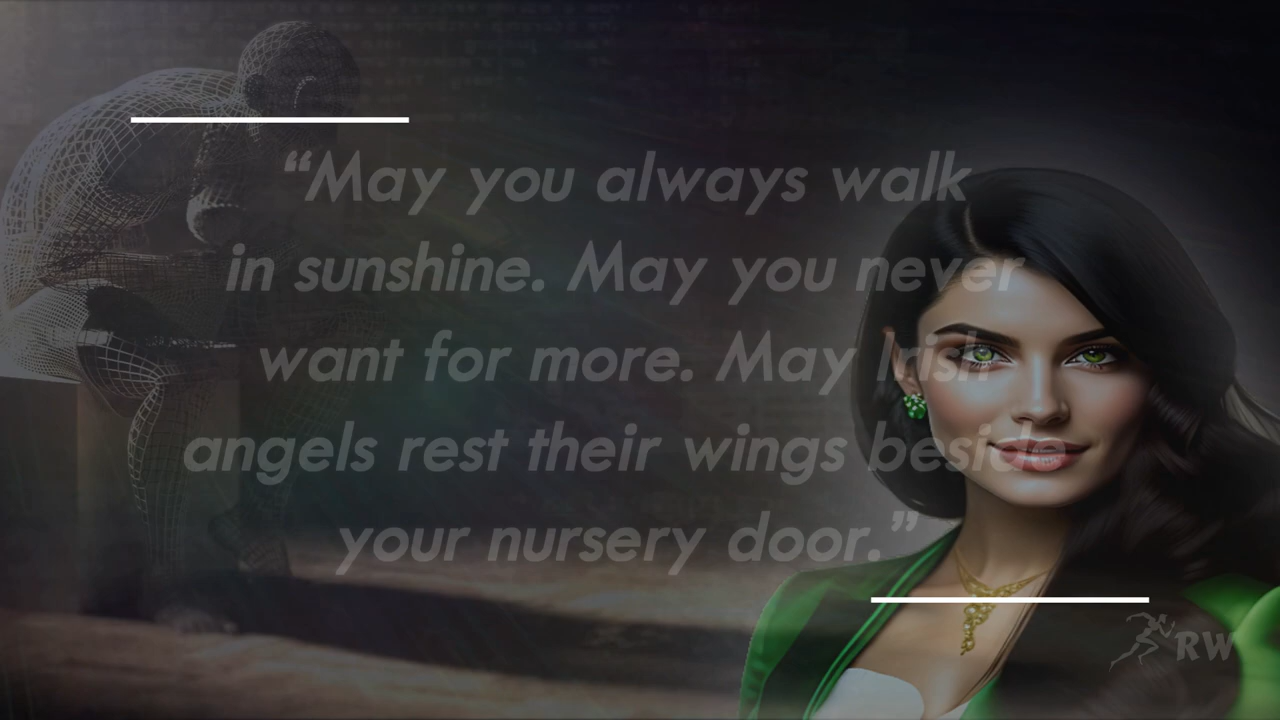 “May you always walk
in sunshine. May you never
want for more. May Irish
angels rest their wings beside
your nursery door.”
RW